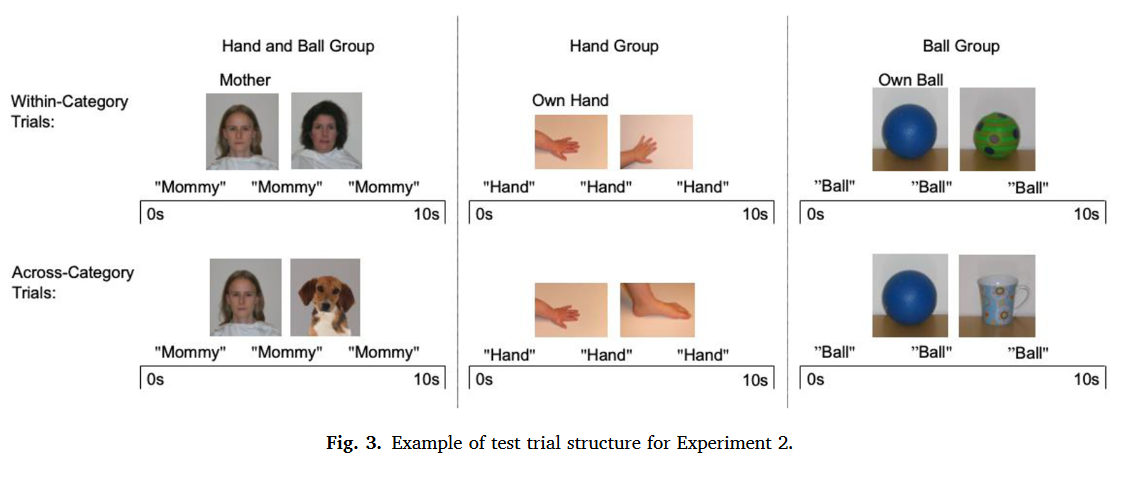 Hand and Ball Group
Hand Group
Ball Group
Within-Category
Trials:
Mother
Own Hand
Own Ball
"Mommy" "Mommy" "Mommy"
"Hand" "Hand" "Hand"
”Ball" ”Ball" ”Ball"
0s 10s
0s 10s
0s 10s
Across-Category
Trials:
"Mommy" "Mommy" "Mommy"
"Hand" "Hand" "Hand"
”Ball" ”Ball" ”Ball"
0s 10s
0s 10s
0s 10s
Fig. 3. Example of test trial structure for Experiment 2.